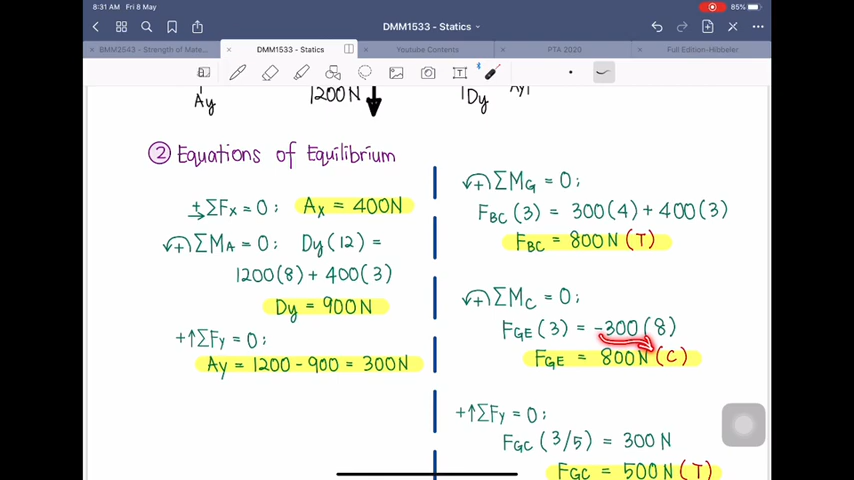 8:31 AM Fri 8 May
85%
DMM1533 - Statics
BMM2543 - Strength of Mate...
DMM1533 - Statics
Youtube Contents
PTA 2020
Full Edition-Hibbeler
Ay
1200N
Dy
Ay
② Equations of Equilibrium
+→ ΣFx = 0; Ax = 400N
↶+ ΣMA = 0; Dy(12) =
1200(8) + 400(3)
Dy = 900N
+↑ΣFy = 0;
Ay = 1200 - 900 = 300N
↶+ ΣMG = 0;
FBC (3) = 300(4) + 400(3)
FBC = 800N (T)
↶+ ΣMC = 0;
FGE (3) = -300(8)
FGE = 800N (C)
+↑ΣFy = 0;
FGC (3/5) = 300 N
FGC = 500N (T)